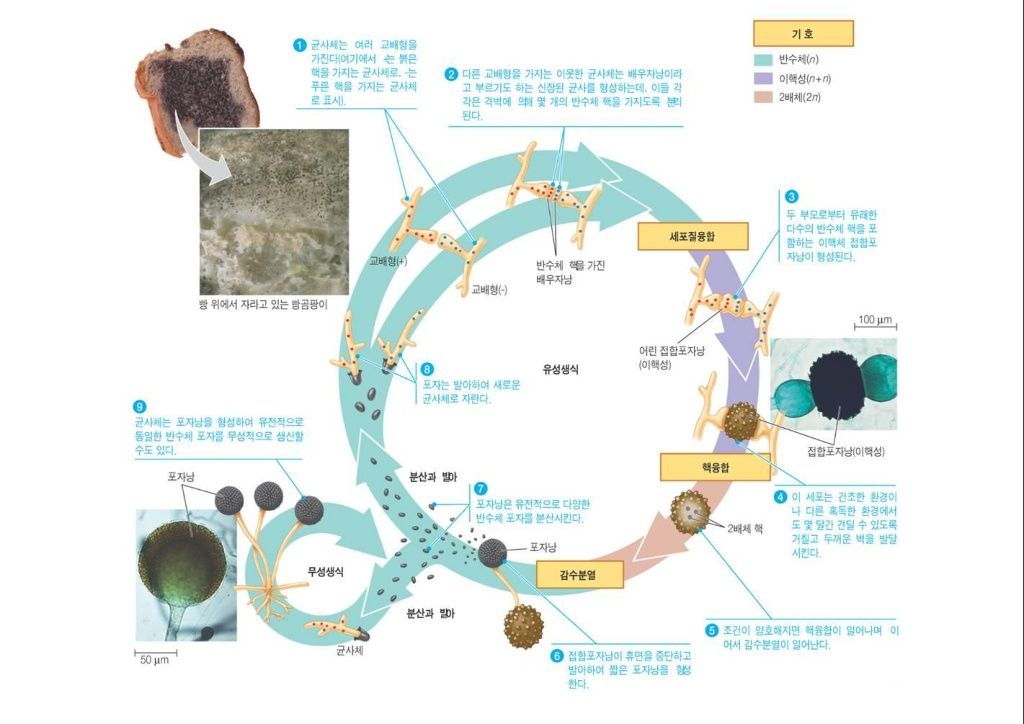 기 호
반수체(n)
이핵성(n+n)
2배체(2n)
1 균사체는 여러 교배형을
가진다(여기에서 +는 붉은
핵을 가지는 균사체로, -는
푸른 핵을 가지는 균사체
로 표시).
2 다른 교배형을 가지는 이웃한 균사체는 배우자낭이라
고 부르기도 하는 신장된 균사를 형성하는데, 이들 각
각은 격벽에 의해 몇 개의 반수체 핵을 가지도록 분리
된다.
3
두 부모로부터 유래한
다수의 반수체 핵을 포
함하는 이핵체 접합포
자낭이 형성된다.
세포질융합
교배형(+)
교배형(-)
반수체 핵을 가진
배우자낭
빵 위에서 자라고 있는 빵곰팡이
100 μm
어린 접합포자낭
(이핵성)
유성생식
8
포자는 발아하여 새로운
균사체로 자란다.
9
균사체는 포자낭을 형성하여 유전적으로
동일한 반수체 포자를 무성적으로 생산할
수도 있다.
접합포자낭(이핵성)
핵융합
포자낭
분산과 발아
7
포자낭은 유전적으로 다양한
반수체 포자를 분산시킨다.
4 이 세포는 건조한 환경이
나 다른 혹독한 환경에서
도 몇 달간 견딜 수 있도록
거칠고 두꺼운 벽을 발달
시킨다.
2배체 핵
포자낭
감수분열
무성생식
분산과 발아
균사체
50 μm
5 조건이 양호해지면 핵융합이 일어나며 이
어서 감수분열이 일어난다.
6 접합포자낭이 휴면을 중단하고
발아하여 짧은 포자낭을 형성
한다.